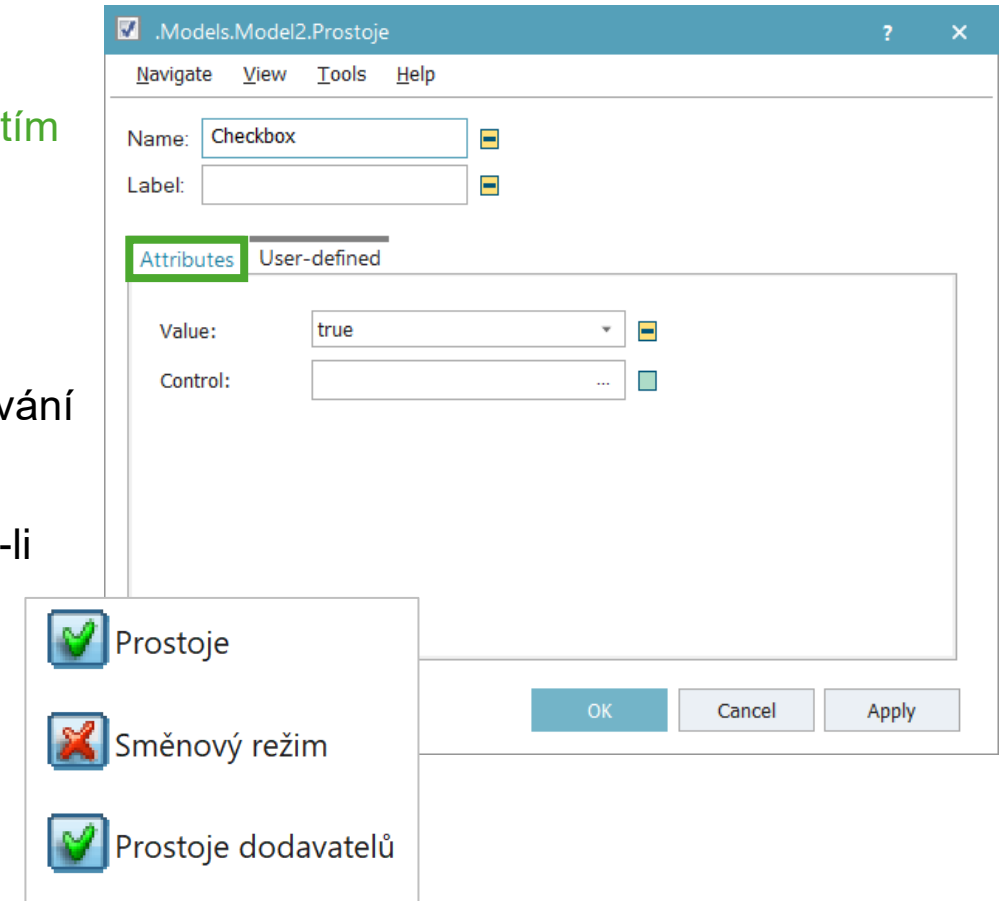 .Models.Model2.Prostoje ? ×
Navigate View Tools Help
tím
Name: Checkbox
Label:
Attributes User-defined
Value: true
Control: ...
vání
-li
Prostoje
Směnový režim
Prostoje dodavatelů
OK Cancel Apply